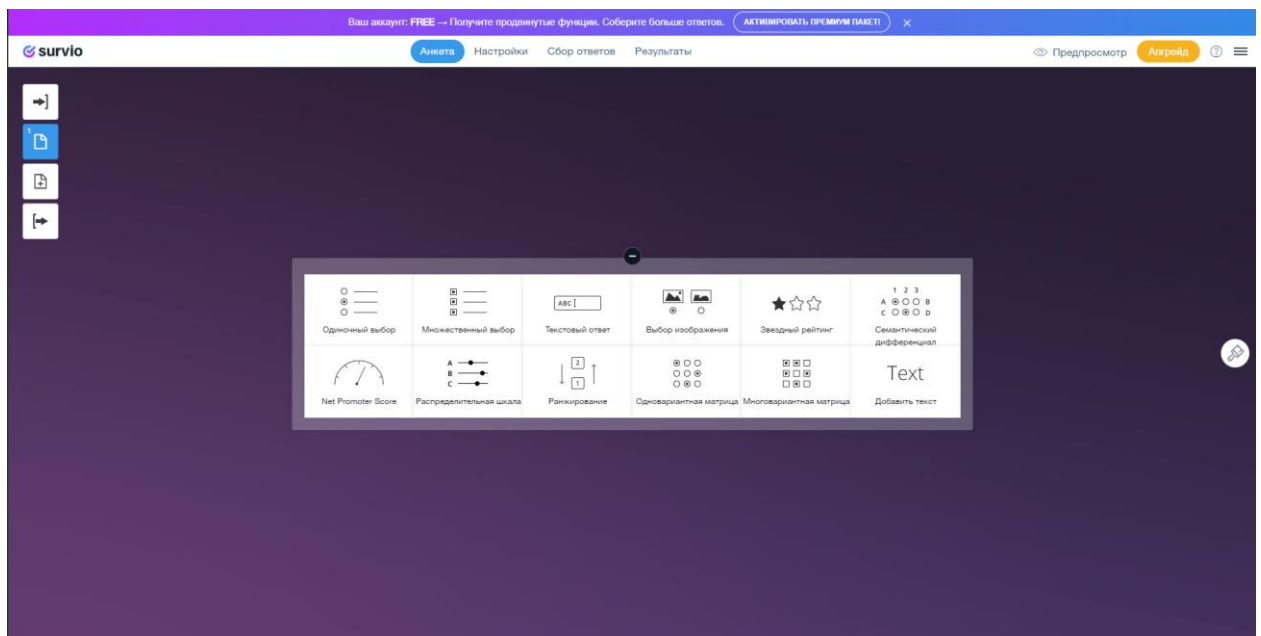 Ваш аккаунт: FREE → Получите продвинутые функции. Соберите больше ответов. АКТИВИРОВАТЬ ПРЕМИУМ ПАКЕТ!
survio Анкета Настройки Сбор ответов Результаты Предпросмотр Апгрейд ?
1
Одиночный выбор
Множественный выбор
ABC
Текстовый ответ
Выбор изображения
Звездный рейтинг
1 2 3
A B
C D
Семантический
дифференциал
Net Promoter Score
A
B
C
Распределительная шкала
2
1
Ранжирование
Одновариантная матрица
Многовариантная матрица
Text
Добавить текст